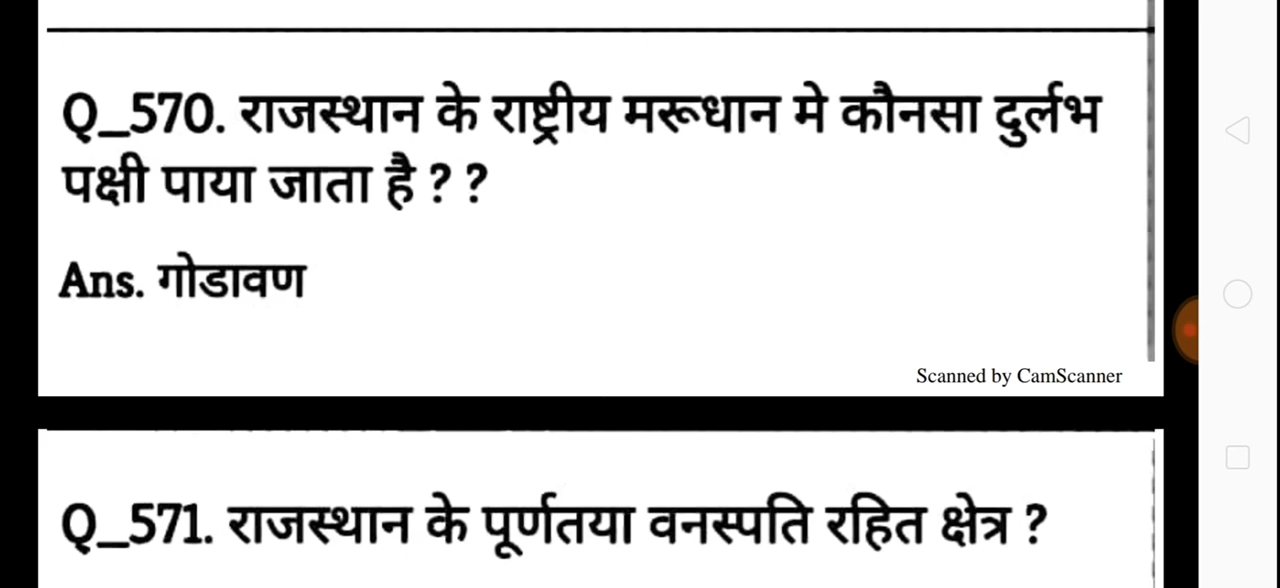 Q_570. राजस्थान के राष्ट्रीय मरूधान मे कौनसा दुर्लभ
पक्षी पाया जाता है ? ?
Ans. गोडावण
Scanned by CamScanner
Q_571. राजस्थान के पूर्णतया वनस्पति रहित क्षेत्र ?